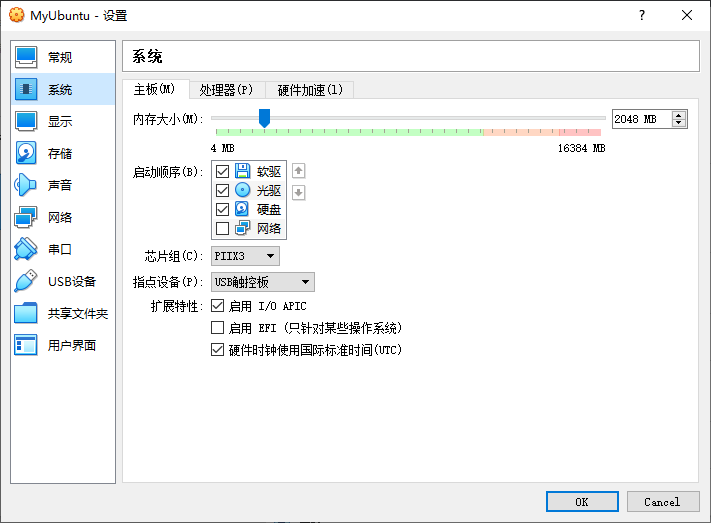 MyUbuntu - 设置
常规
系统
显示
存储
声音
网络
串口
USB设备
共享文件夹
用户界面
系统
主板(M) 处理器(P) 硬件加速(l)
内存大小(M): 2048 MB
4 MB 16384 MB
启动顺序(B): 软驱
光驱
硬盘
网络
芯片组(C): PIIX3
指点设备(P): USB触控板
扩展特性: 启用 I/O APIC
启用 EFI (只针对某些操作系统)
硬件时钟使用国际标准时间(UTC)
OK Cancel